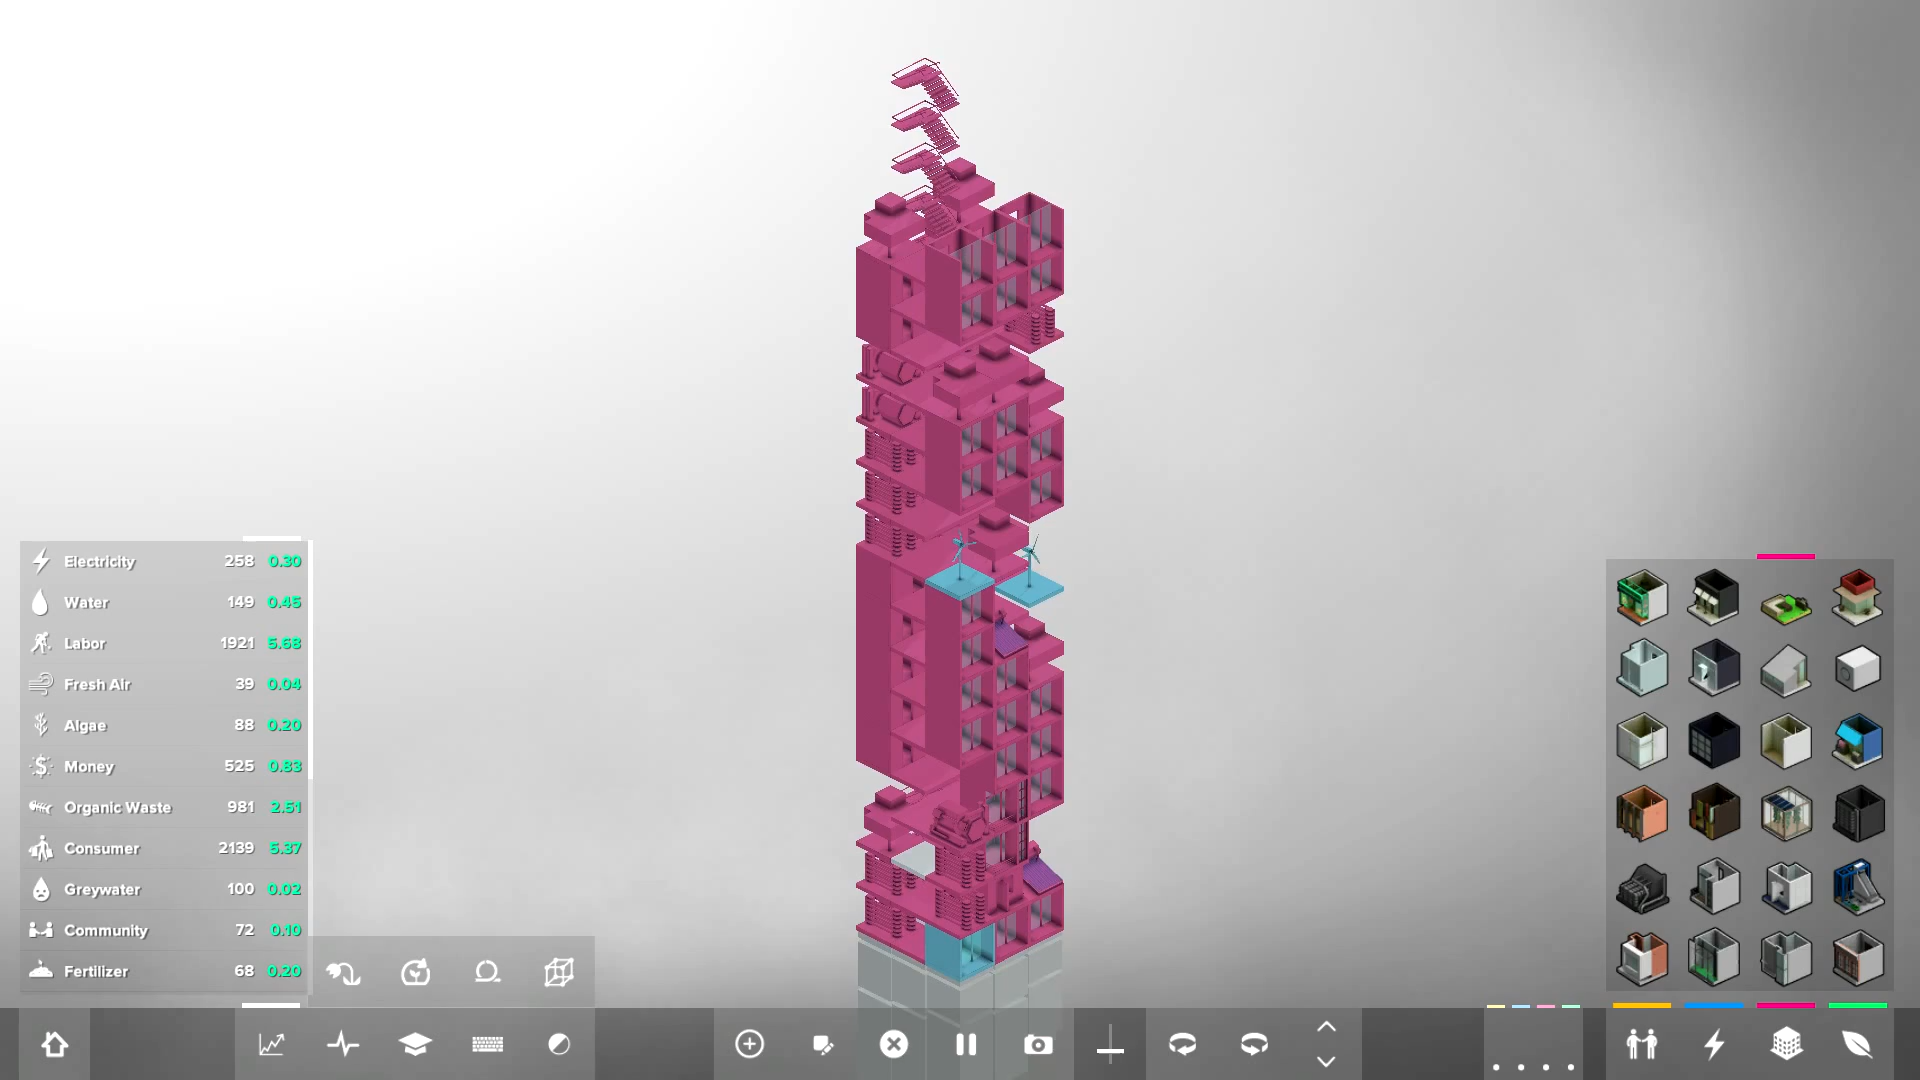 Electricity 258 0.30
Water 149 0.45
Labor 1921 5.68
Fresh Air 39 0.04
Algae 88 0.20
Money 525 0.83
Organic Waste 981 2.51
Consumer 2139 5.37
Greywater 100 0.02
Community 72 0.10
Fertilizer 68 0.20